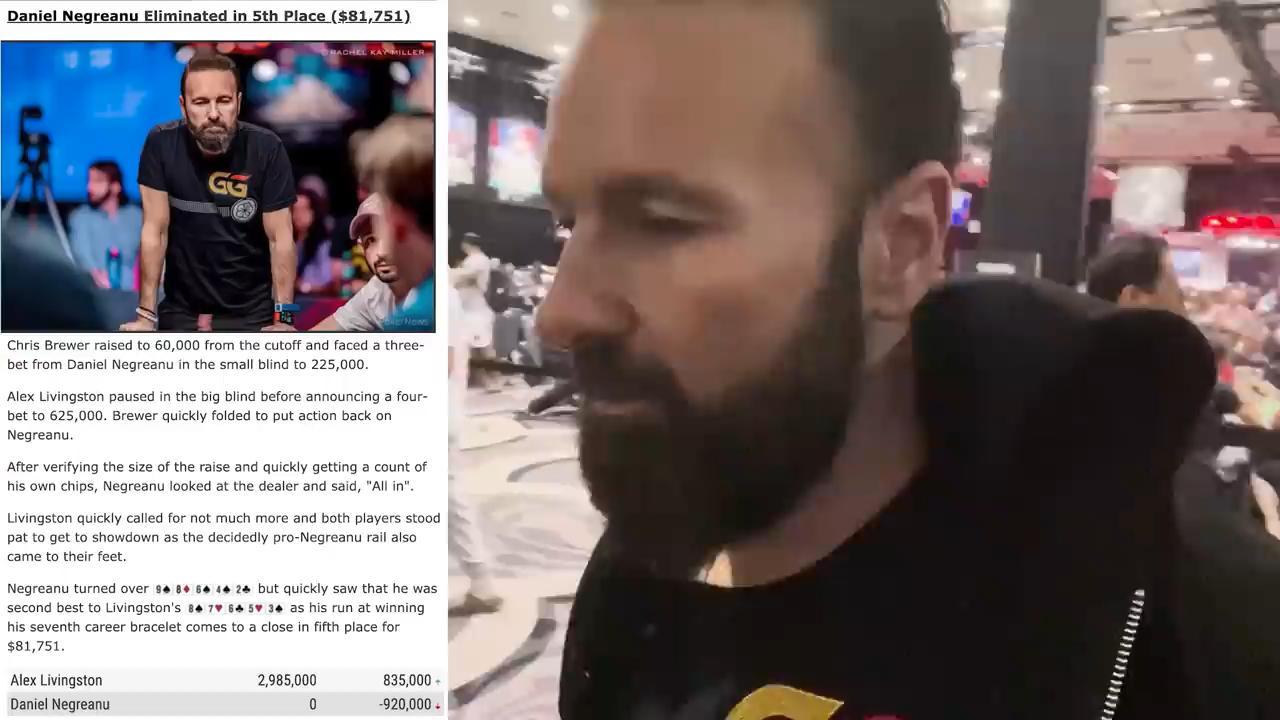 Daniel Negreanu Eliminated in 5th Place ($81,751)
RACHEL KAY MILLER
GG
Chris Brewer raised to 60,000 from the cutoff and faced a three-
bet from Daniel Negreanu in the small blind to 225,000.
Alex Livingston paused in the big blind before announcing a four-
bet to 625,000. Brewer quickly folded to put action back on
Negreanu.
After verifying the size of the raise and quickly getting a count of
his own chips, Negreanu looked at the dealer and said, "All in".
Livingston quickly called for not much more and both players stood
pat to get to showdown as the decidedly pro-Negreanu rail also
came to their feet.
Negreanu turned over 9♠ 8♦ 6♠ 4♠ 2♣ but quickly saw that he was
second best to Livingston's 8♠ 7♥ 6♣ 5♥ 3♠ as his run at winning
his seventh career bracelet comes to a close in fifth place for
$81,751.
Alex Livingston 2,985,000 835,000
Daniel Negreanu 0 -920,000